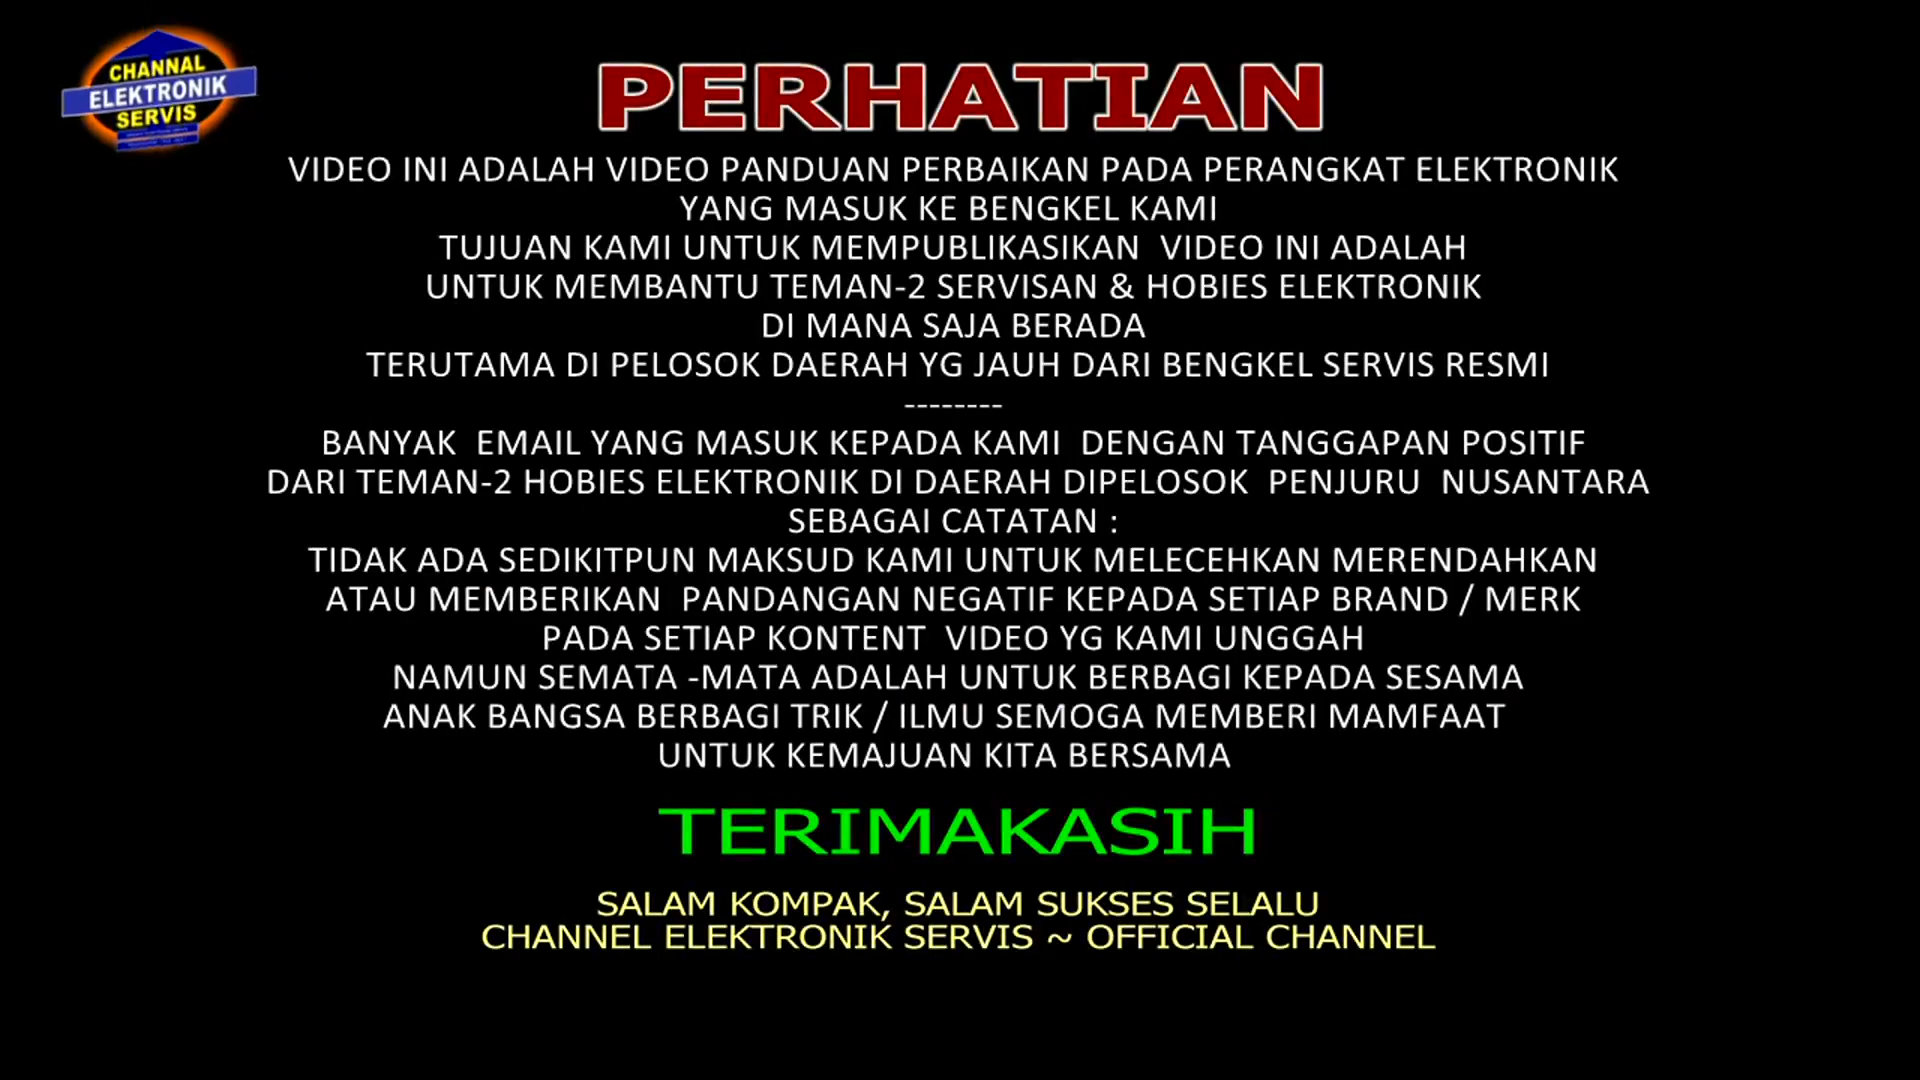 CHANNAL
ELEKTRONIK
SERVIS
PERHATIAN
VIDEO INI ADALAH VIDEO PANDUAN PERBAIKAN PADA PERANGKAT ELEKTRONIK
YANG MASUK KE BENGKEL KAMI
TUJUAN KAMI UNTUK MEMPUBLIKASIKAN VIDEO INI ADALAH
UNTUK MEMBANTU TEMAN-2 SERVISAN & HOBIES ELEKTRONIK
DI MANA SAJA BERADA
TERUTAMA DI PELOSOK DAERAH YG JAUH DARI BENGKEL SERVIS RESMI
--------
BANYAK EMAIL YANG MASUK KEPADA KAMI DENGAN TANGGAPAN POSITIF
DARI TEMAN-2 HOBIES ELEKTRONIK DI DAERAH DIPELOSOK PENJURU NUSANTARA
SEBAGAI CATATAN :
TIDAK ADA SEDIKITPUN MAKSUD KAMI UNTUK MELECEHKAN MERENDAHKAN
ATAU MEMBERIKAN PANDANGAN NEGATIF KEPADA SETIAP BRAND / MERK
PADA SETIAP KONTENT VIDEO YG KAMI UNGGAH
NAMUN SEMATA -MATA ADALAH UNTUK BERBAGI KEPADA SESAMA
ANAK BANGSA BERBAGI TRIK / ILMU SEMOGA MEMBERI MAMFAAT
UNTUK KEMAJUAN KITA BERSAMA
TERIMAKASIH
SALAM KOMPAK, SALAM SUKSES SELALU
CHANNEL ELEKTRONIK SERVIS ~ OFFICIAL CHANNEL